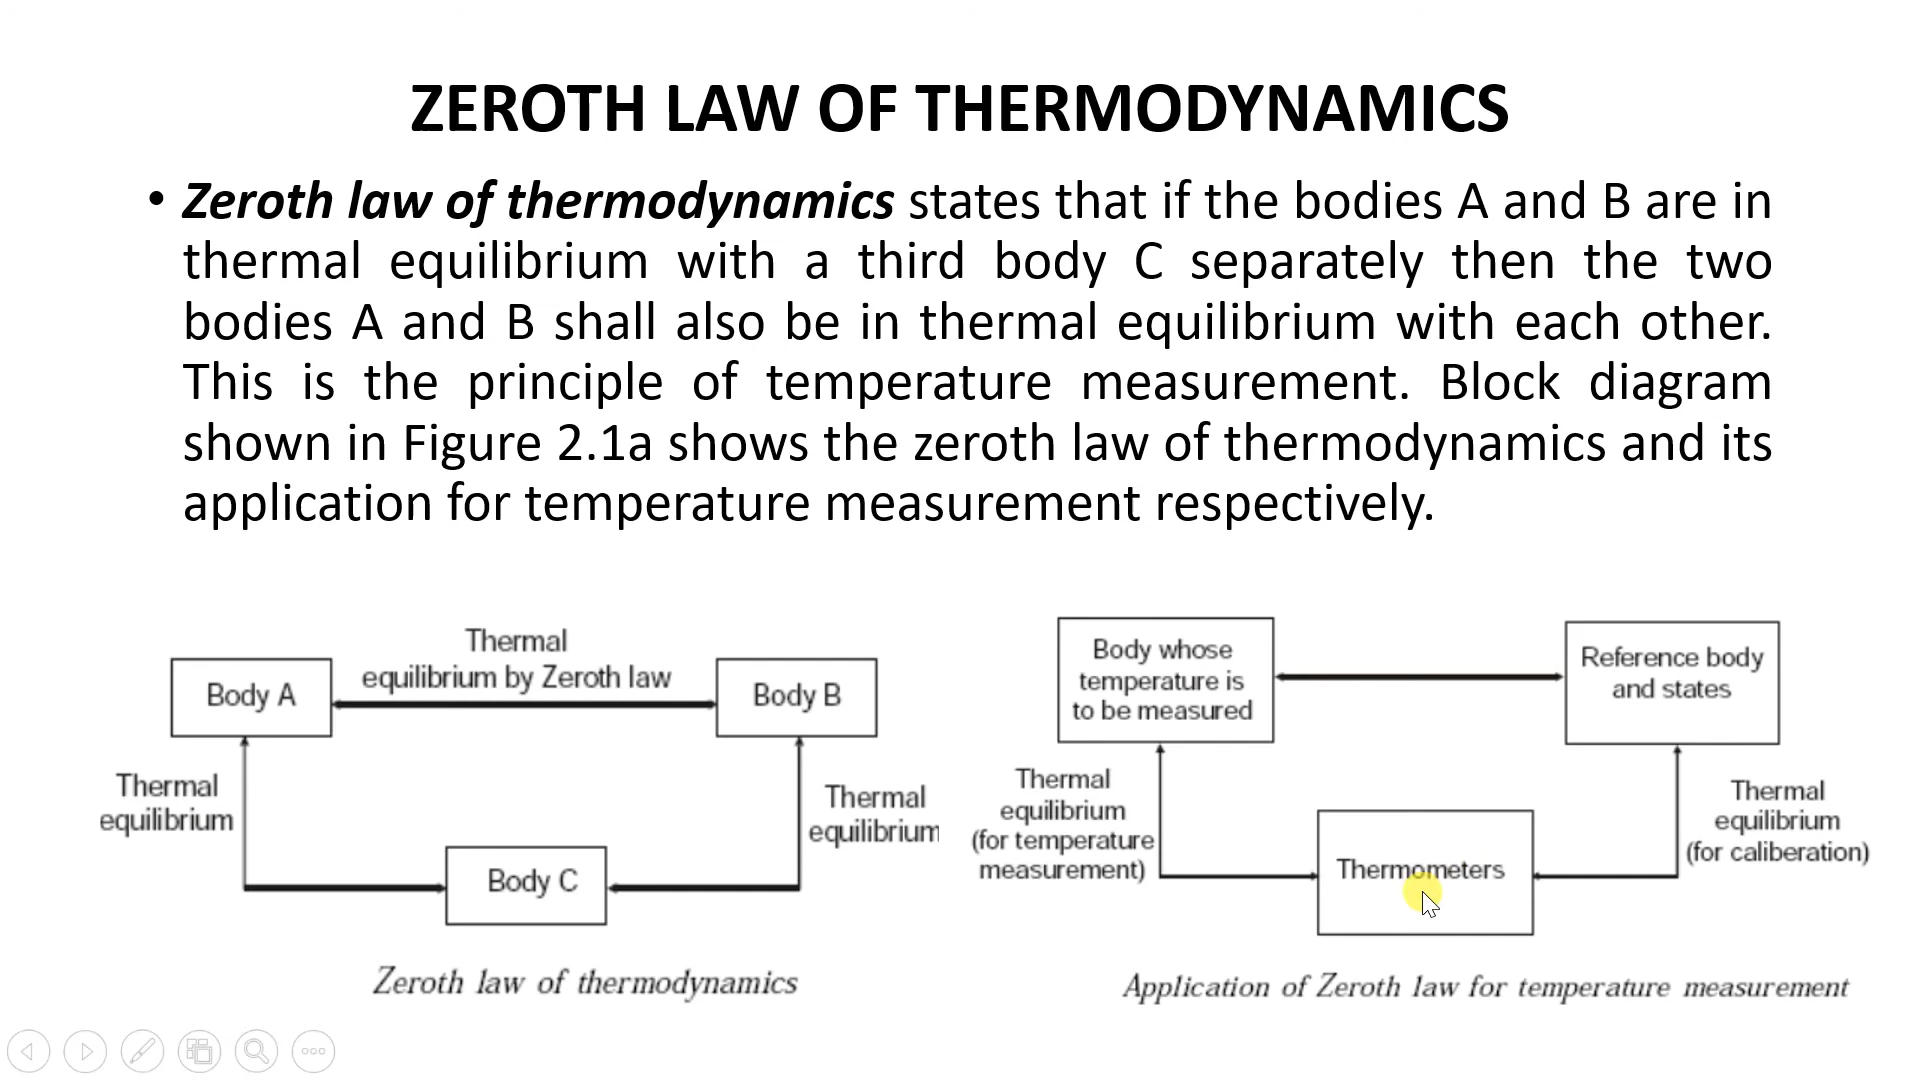 ZEROTH LAW OF THERMODYNAMICS
• Zeroth law of thermodynamics states that if the bodies A and B are in
thermal equilibrium with a third body C separately then the two
bodies A and B shall also be in thermal equilibrium with each other.
This is the principle of temperature measurement. Block diagram
shown in Figure 2.1a shows the zeroth law of thermodynamics and its
application for temperature measurement respectively.
Thermal
equilibrium by Zeroth law
Body A
Body B
Thermal
equilibrium
Thermal
equilibrium
Body C
Zeroth law of thermodynamics
Body whose
temperature is
to be measured
Reference body
and states
Thermal
equilibrium
(for temperature
measurement)
Thermal
equilibrium
(for caliberation)
Thermometers
Application of Zeroth law for temperature measurement